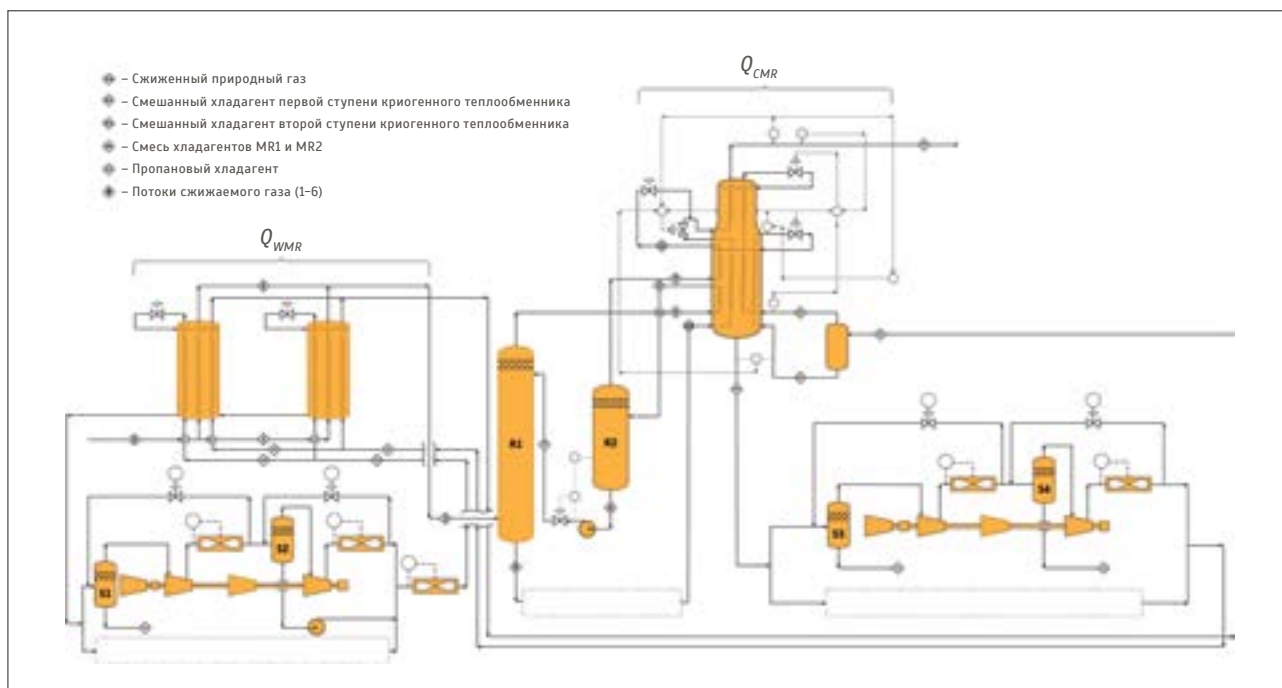 – Сжиженный природный газ
– Смешанный хладагент первой ступени криогенного теплообменника
– Смешанный хладагент второй ступени криогенного теплообменника
– Смесь хладагентов MR1 и MR2
– Пропановый хладагент
– Потоки сжижаемого газа (1–6)
Q_CMR
Q_WMR
R1
S1
S2
S3
S4